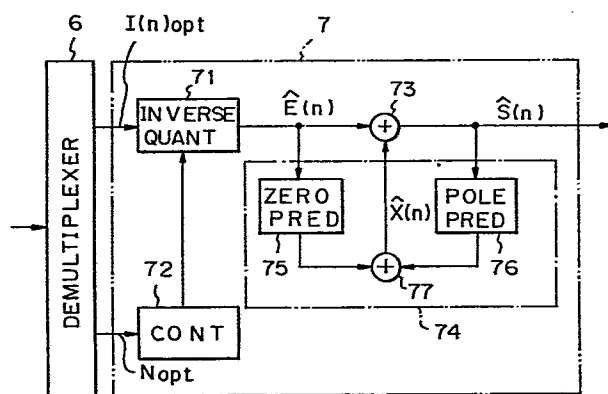 6
I(n)opt
7
71
INVERSE
QUANT
Ê(n)
73
Ŝ(n)
DEMULTIPLEXER
ZERO
PRED
X̂(n)
POLE
PRED
75
76
77
72
CONT
74
Nopt